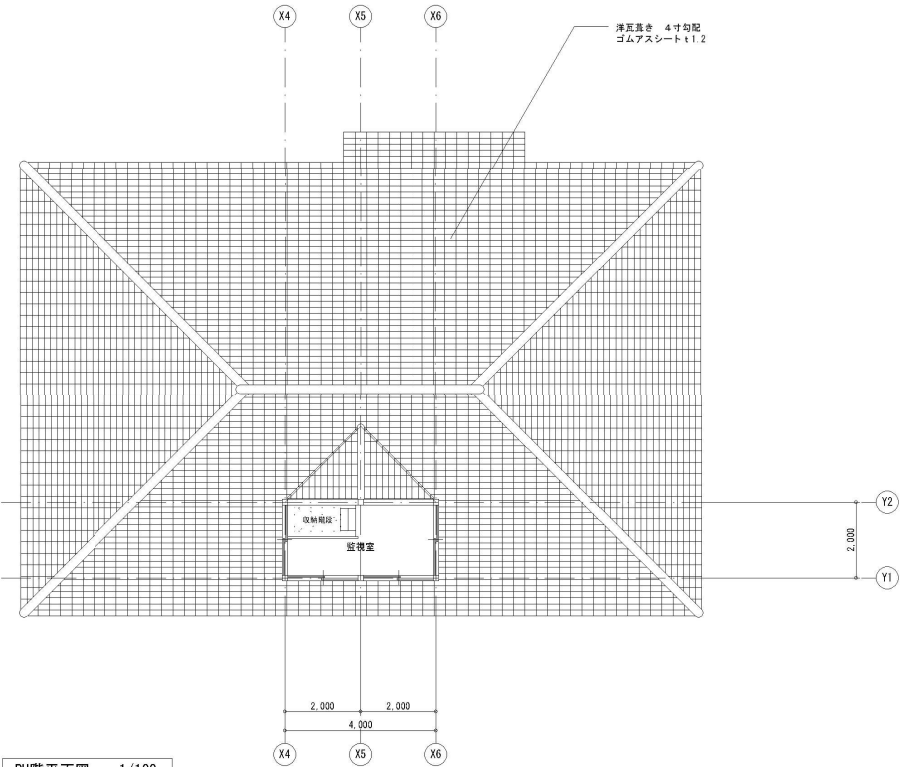 X4 X5 X6
洋瓦葺き 4寸勾配
ゴムアスシート t1.2
Y2
収納階段
監視室
2,000
Y1
2,000 2,000
4,000
X4 X5 X6
PH階平面図 1/100